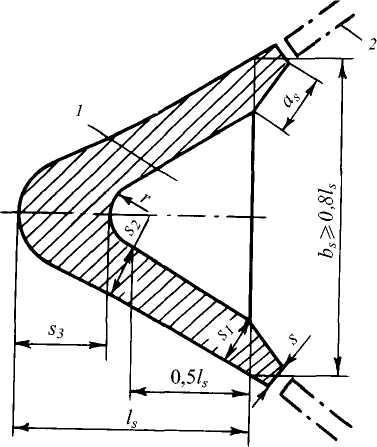 2
a_s
1
b_s ≥ 0,8l_s
r
s_2
s_1
s
s_3
0,5l_s
l_s